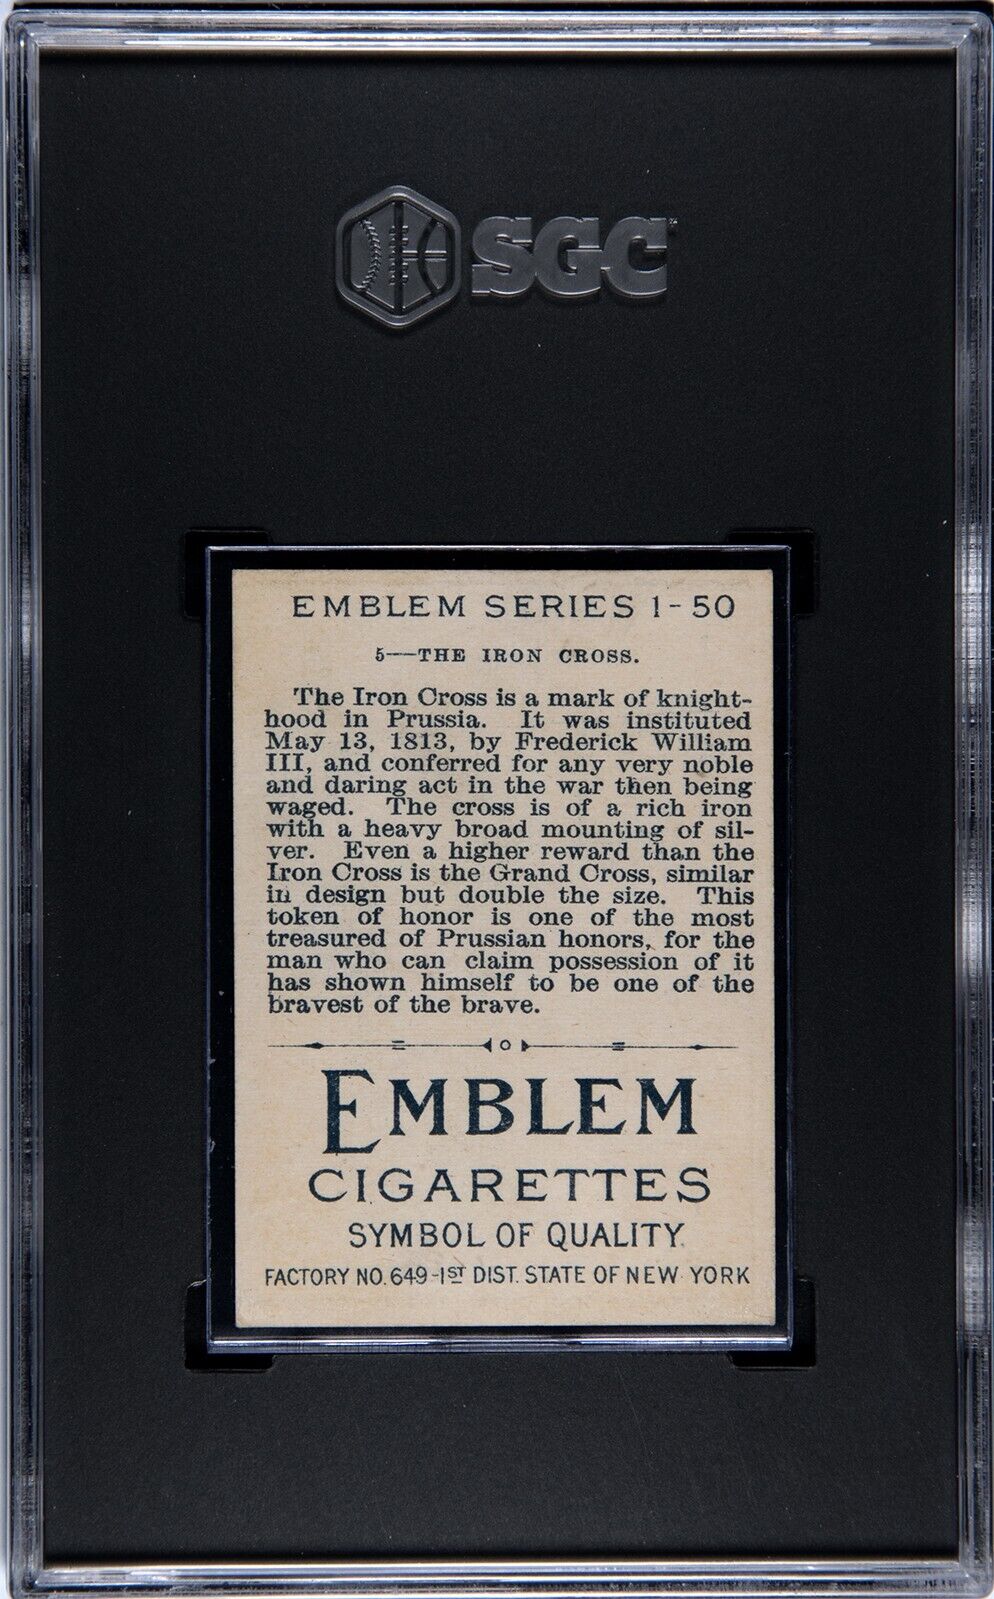 SGC
EMBLEM SERIES 1-50
5—THE IRON CROSS.
The Iron Cross is a mark of knight-
hood in Prussia. It was instituted
May 13, 1813, by Frederick William
III, and conferred for any very noble
and daring act in the war then being
waged. The cross is of a rich iron
with a heavy broad mounting of sil-
ver. Even a higher reward than the
Iron Cross is the Grand Cross, similar
in design but double the size. This
token of honor is one of the most
treasured of Prussian honors, for the
man who can claim possession of it
has shown himself to be one of the
bravest of the brave.
EMBLEM
CIGARETTES
SYMBOL OF QUALITY.
FACTORY NO. 649-1ST DIST. STATE OF NEW YORK